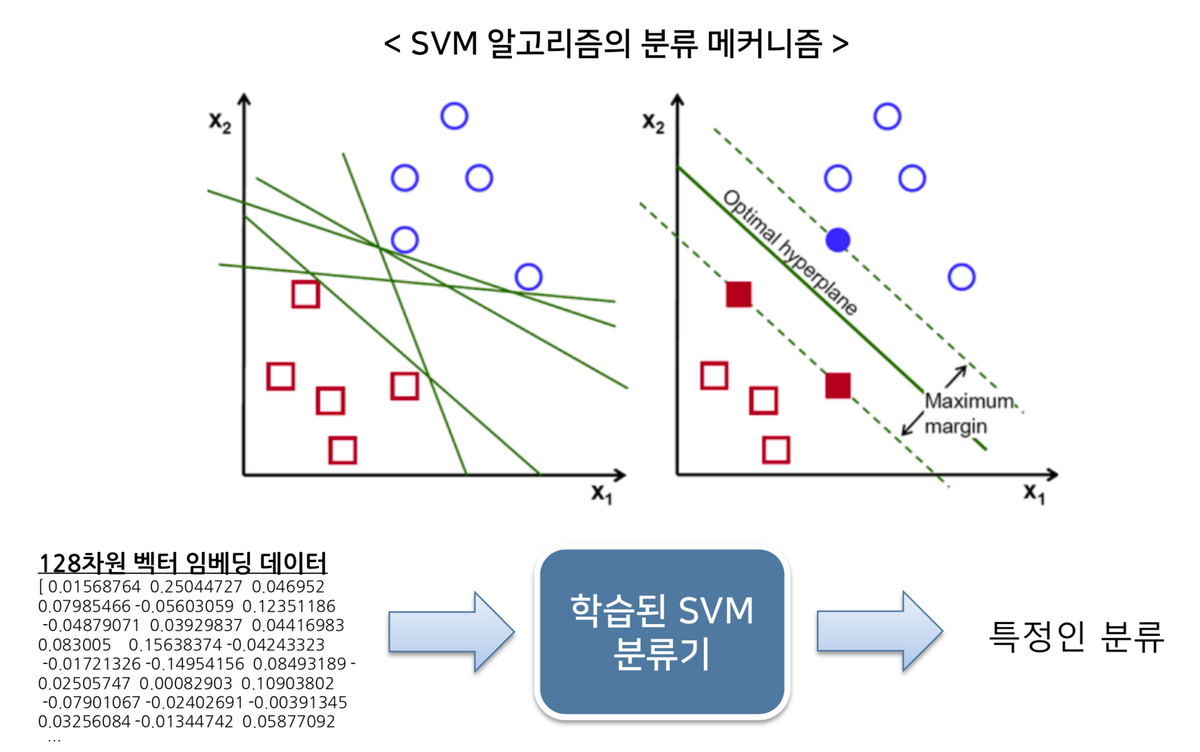 < SVM 알고리즘의 분류 메커니즘 >
x₂
x₁
x₂
Optimal hyperplane
Maximum
margin
x₁
128차원 벡터 임베딩 데이터
[ 0.01568764 0.25044727 0.046952
0.07985466 -0.05603059 0.12351186
-0.04879071 0.03929837 0.04416983
0.083005 0.15638374 -0.04243323
-0.01721326 -0.14954156 0.08493189 -
0.02505747 0.00082903 0.10903802
-0.07901067 -0.02402691 -0.00391345
0.03256084 -0.01344742 0.05877092
...
학습된 SVM
분류기
특정인 분류